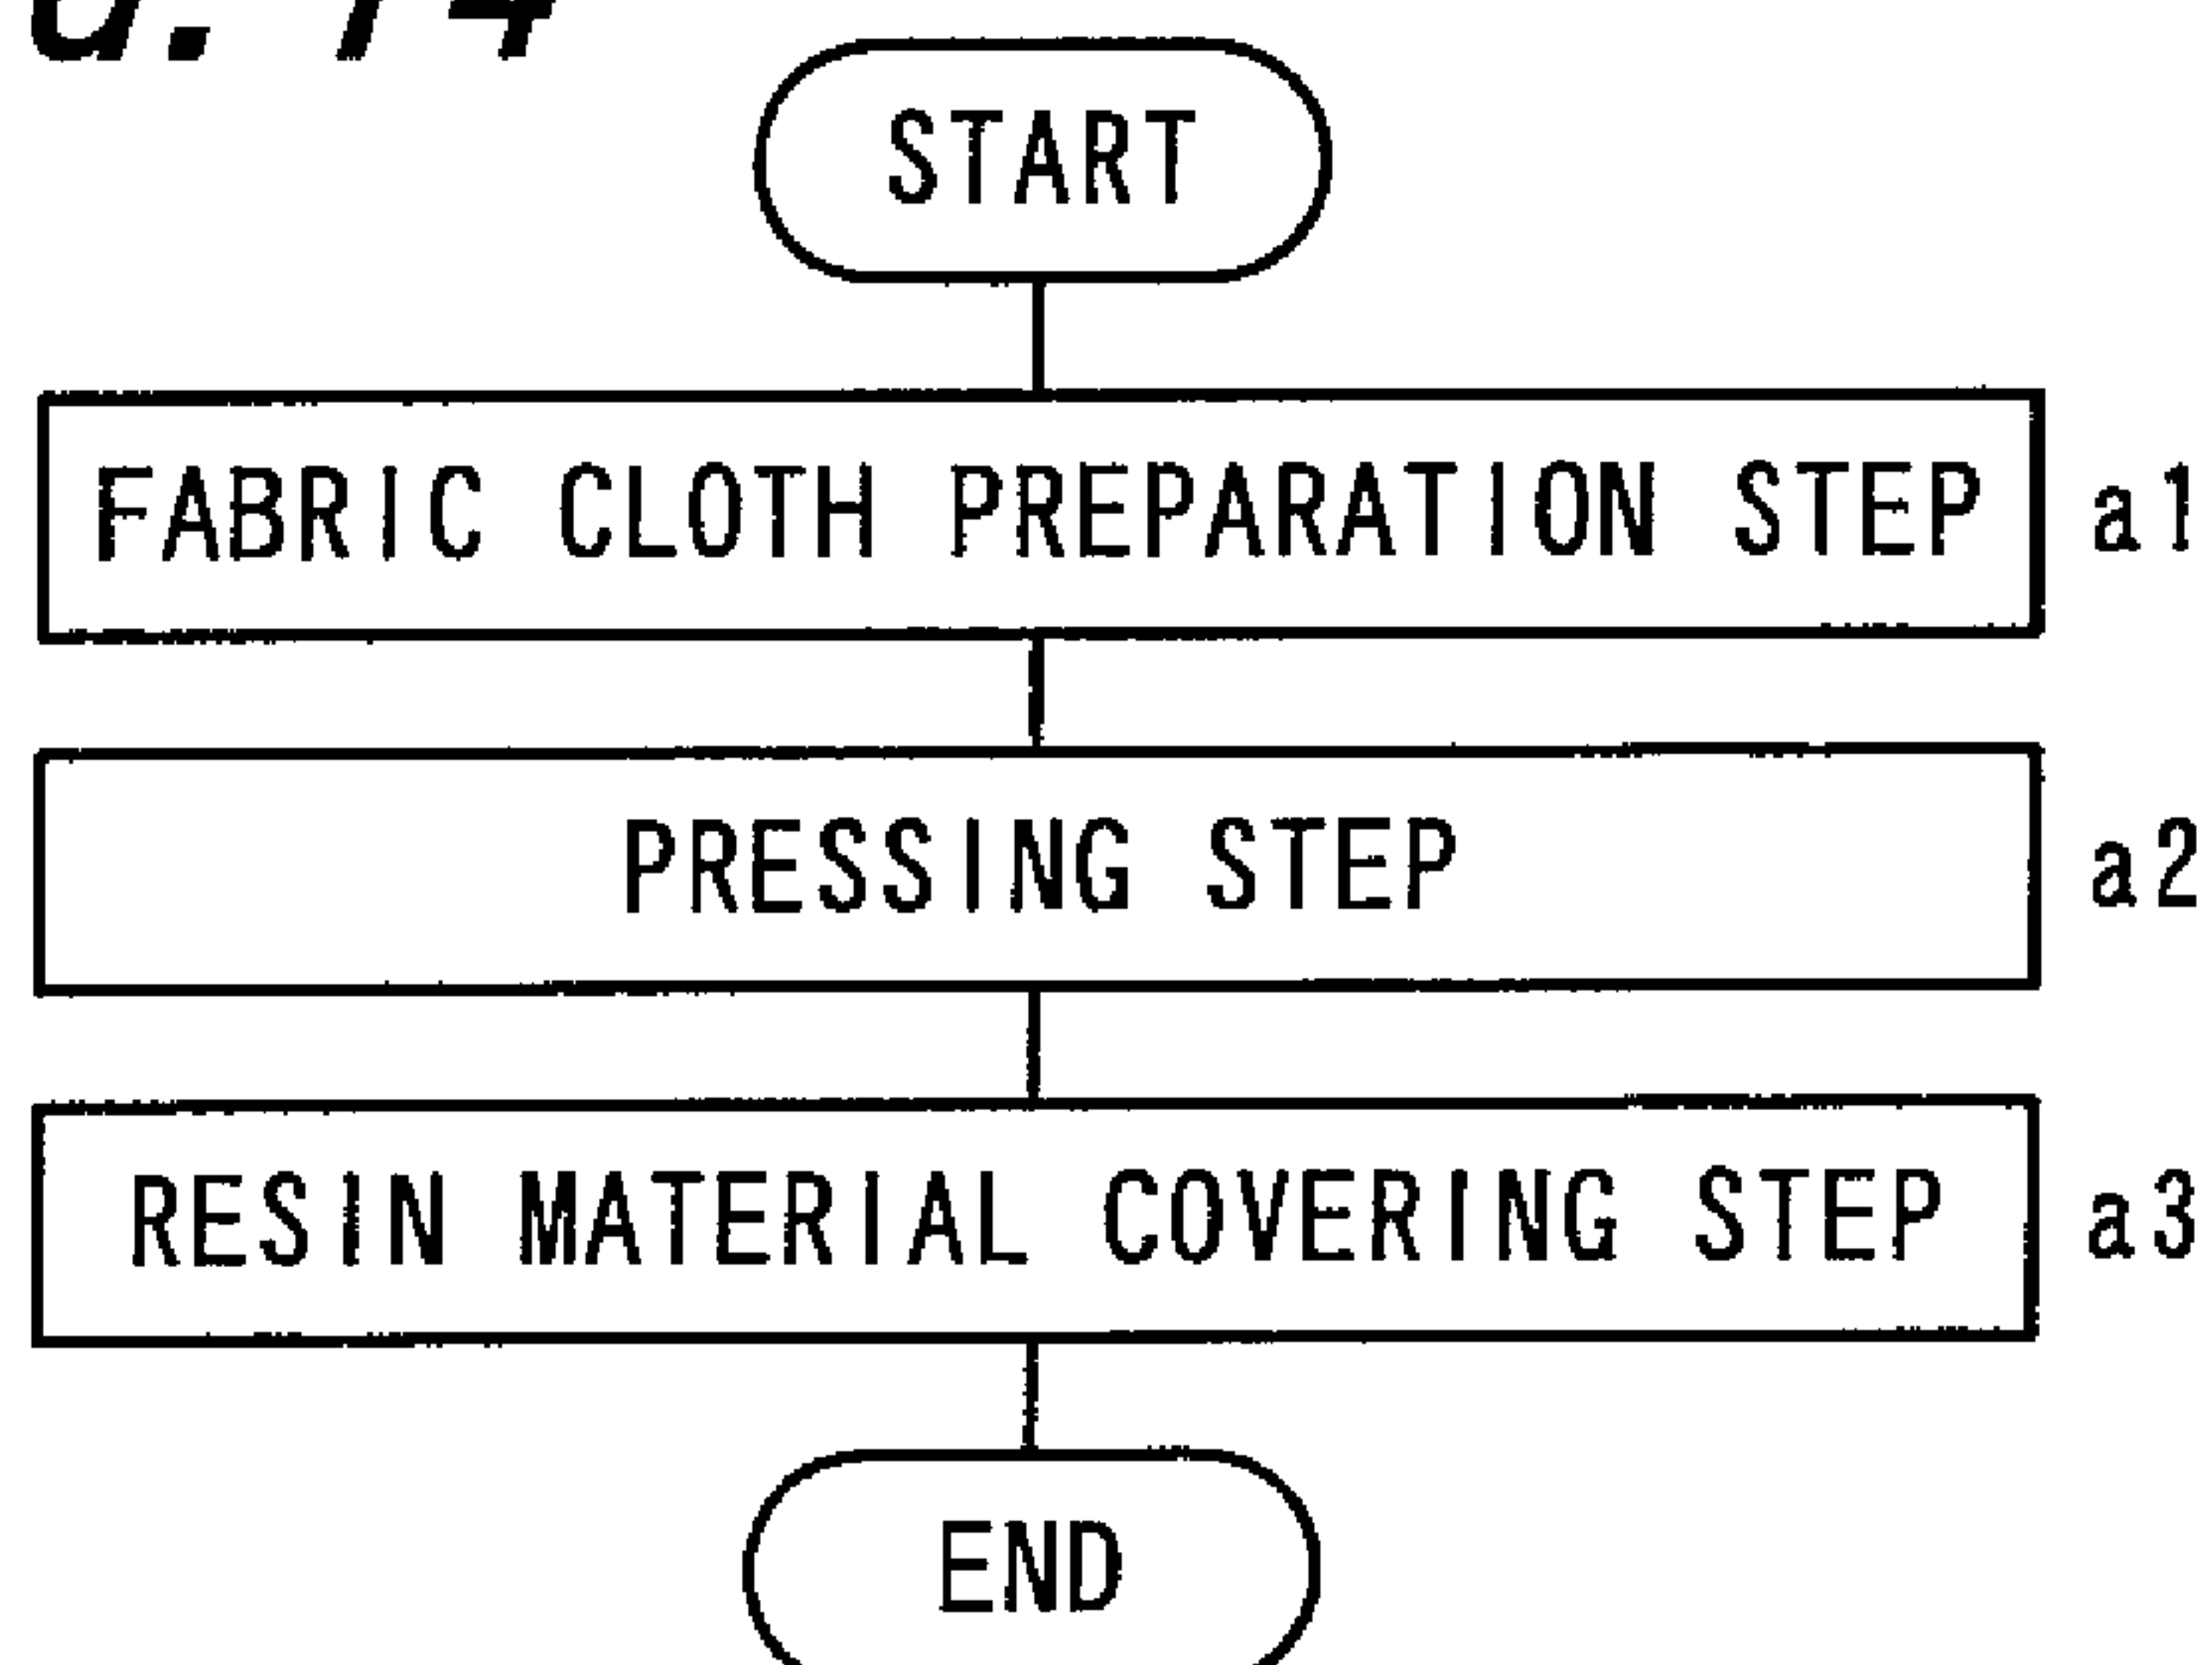 START
FABRIC CLOTH PREPARATION STEP a1
PRESSING STEP a2
RESIN MATERIAL COVERING STEP a3
END